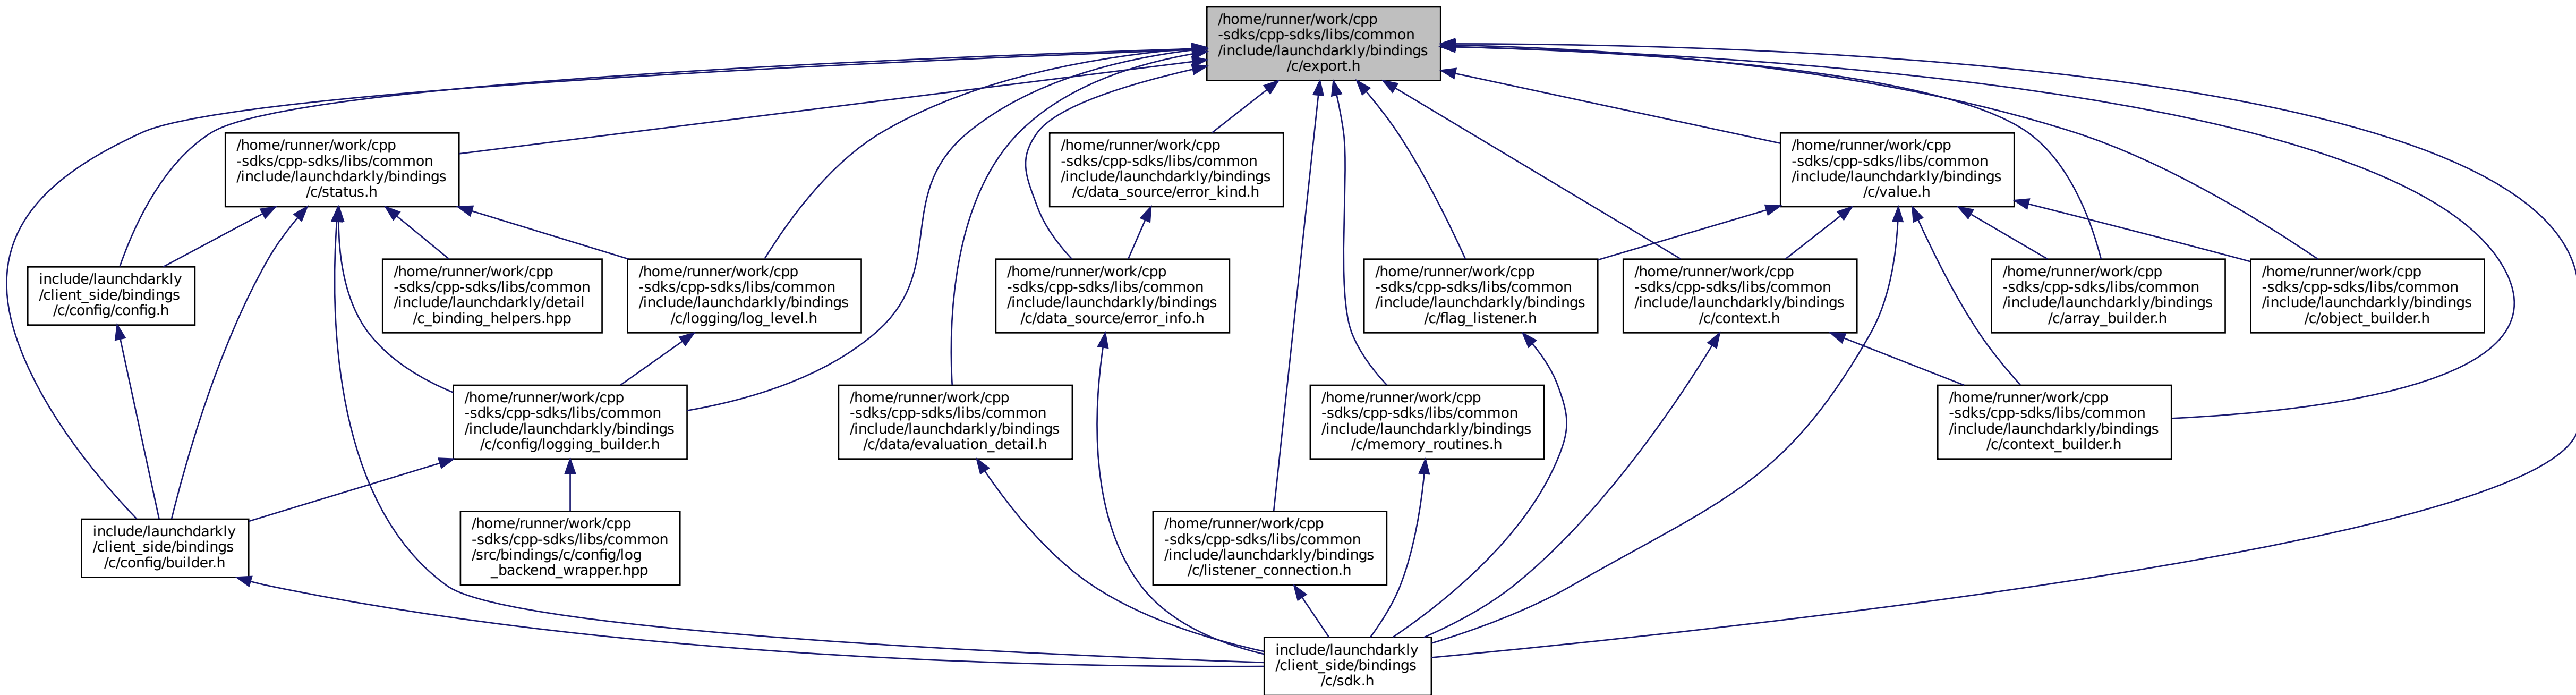 /home/runner/work/cpp
-sdks/cpp-sdks/libs/common
/include/launchdarkly/bindings
/c/export.h
/home/runner/work/cpp
-sdks/cpp-sdks/libs/common
/include/launchdarkly/bindings
/c/status.h
/home/runner/work/cpp
-sdks/cpp-sdks/libs/common
/include/launchdarkly/bindings
/c/data_source/error_kind.h
/home/runner/work/cpp
-sdks/cpp-sdks/libs/common
/include/launchdarkly/bindings
/c/value.h
include/launchdarkly
/client_side/bindings
/c/config/config.h
/home/runner/work/cpp
-sdks/cpp-sdks/libs/common
/include/launchdarkly/detail
/c_binding_helpers.hpp
/home/runner/work/cpp
-sdks/cpp-sdks/libs/common
/include/launchdarkly/bindings
/c/logging/log_level.h
/home/runner/work/cpp
-sdks/cpp-sdks/libs/common
/include/launchdarkly/bindings
/c/data_source/error_info.h
/home/runner/work/cpp
-sdks/cpp-sdks/libs/common
/include/launchdarkly/bindings
/c/flag_listener.h
/home/runner/work/cpp
-sdks/cpp-sdks/libs/common
/include/launchdarkly/bindings
/c/context.h
/home/runner/work/cpp
-sdks/cpp-sdks/libs/common
/include/launchdarkly/bindings
/c/array_builder.h
/home/runner/work/cpp
-sdks/cpp-sdks/libs/common
/include/launchdarkly/bindings
/c/object_builder.h
/home/runner/work/cpp
-sdks/cpp-sdks/libs/common
/include/launchdarkly/bindings
/c/config/logging_builder.h
/home/runner/work/cpp
-sdks/cpp-sdks/libs/common
/include/launchdarkly/bindings
/c/data/evaluation_detail.h
/home/runner/work/cpp
-sdks/cpp-sdks/libs/common
/include/launchdarkly/bindings
/c/memory_routines.h
/home/runner/work/cpp
-sdks/cpp-sdks/libs/common
/include/launchdarkly/bindings
/c/context_builder.h
include/launchdarkly
/client_side/bindings
/c/config/builder.h
/home/runner/work/cpp
-sdks/cpp-sdks/libs/common
/src/bindings/c/config/log
_backend_wrapper.hpp
/home/runner/work/cpp
-sdks/cpp-sdks/libs/common
/include/launchdarkly/bindings
/c/listener_connection.h
include/launchdarkly
/client_side/bindings
/c/sdk.h